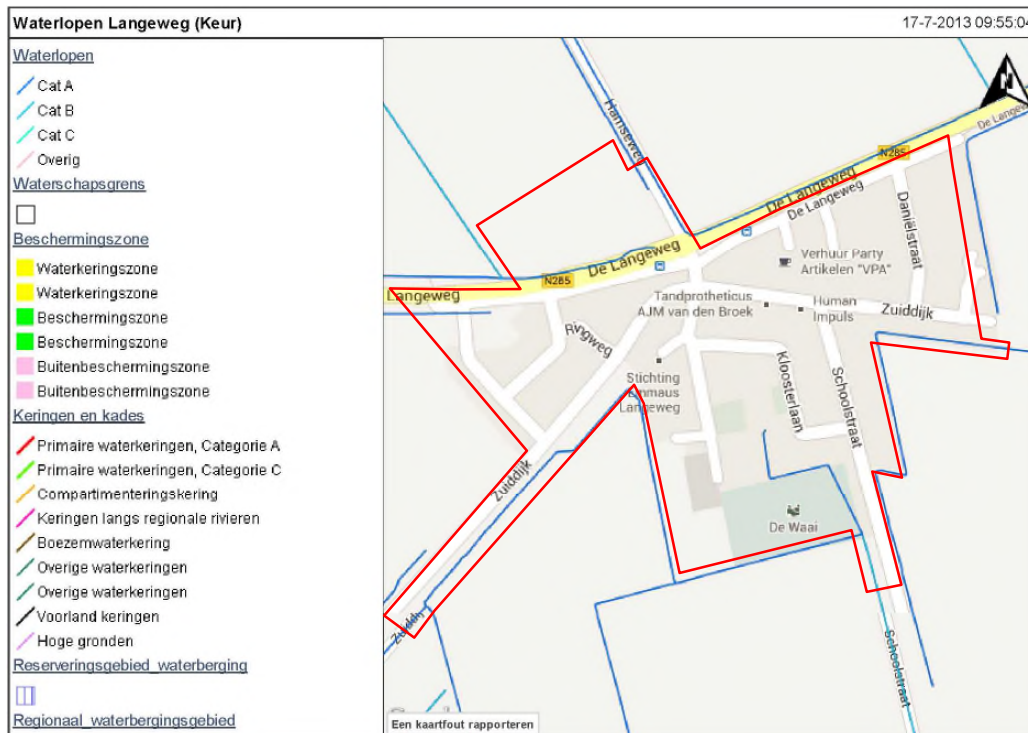 Waterlopen Langeweg (Keur)
17-7-2013 09:55:04
Waterlopen
Cat A
Cat B
Cat C
Overig
Waterschapsgrens
Beschermingszone
Waterkeringszone
Waterkeringszone
Beschermingszone
Beschermingszone
Buitenbeschermingszone
Buitenbeschermingszone
Keringen en kades
Primaire waterkeringen, Categorie A
Primaire waterkeringen, Categorie C
Compartimenteringskering
Keringen langs regionale rivieren
Boezemwaterkering
Overige waterkeringen
Overige waterkeringen
Voorland keringen
Hoge gronden
Reserveringsgebied_waterberging
Regionaal_waterbergingsgebied
N
De Langew
N285
De Langeweg
De Langeweg
Daniëlstraat
Verhuur Party
Artikelen "VPA"
De Langeweg
N285
Langeweg
Tandprotheticus
AJM van den Broek
Human
Impuls
Zuiddijk
Ringweg
Stichting
Emmaus
Langeweg
Kloosterlaan
Schoolstraat
Zuiddijk
De Waai
Zuiddij
Schoolstraat
Een kaartfout rapporteren